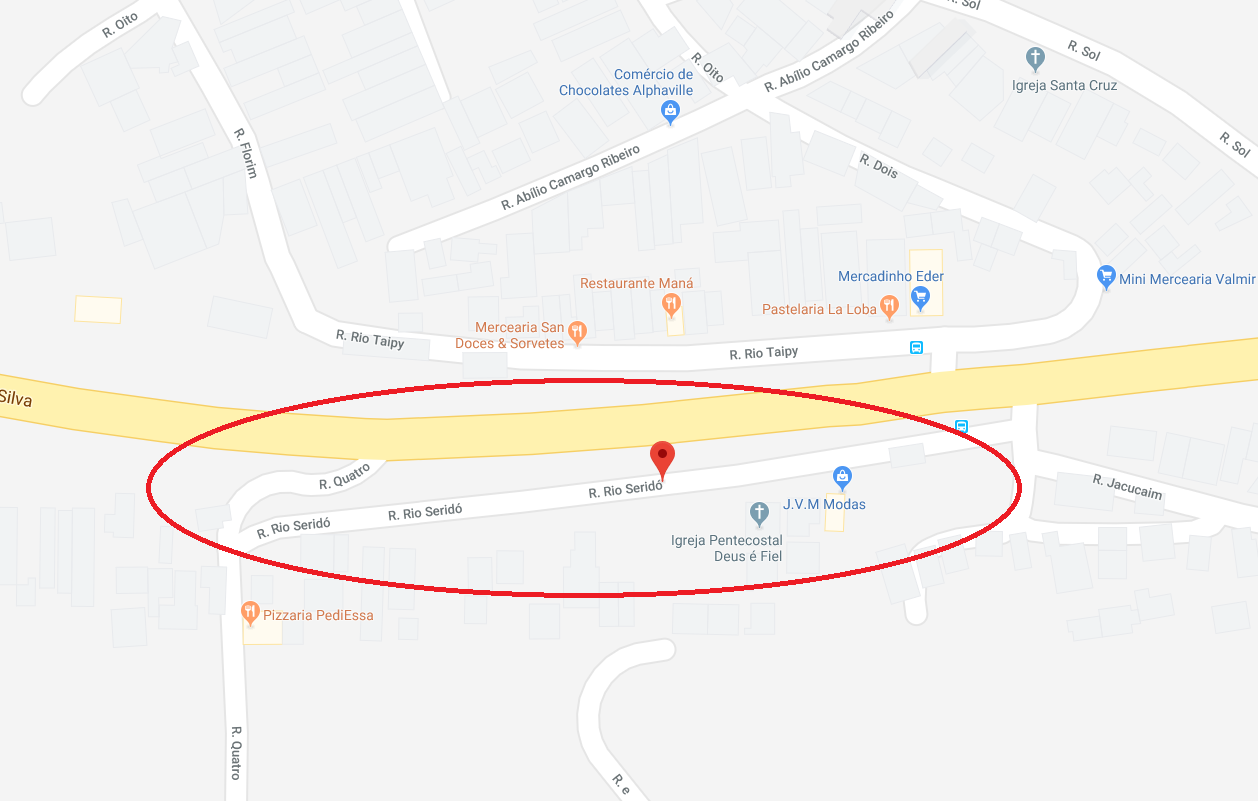 R. Oito
R. Sol
R. Abílio Camargo Ribeiro
R. Sol
R. Oito
Comércio de
Chocolates Alphaville
Igreja Santa Cruz
R. Florim
R. Sol
R. Abílio Camargo Ribeiro
R. Dois
Mercadinho Eder
Mini Mercearia Valmir
Restaurante Maná
Pastelaria La Loba
Mercearia San
Doces & Sorvetes
R. Rio Taipy
R. Rio Taipy
Silva
R. Quatro
R. Rio Seridó
R. Jacucaim
R. Rio Seridó
R. Rio Seridó
J.V.M Modas
Igreja Pentecostal
Deus é Fiel
Pizzaria PediEssa
R. Quatro
R. e